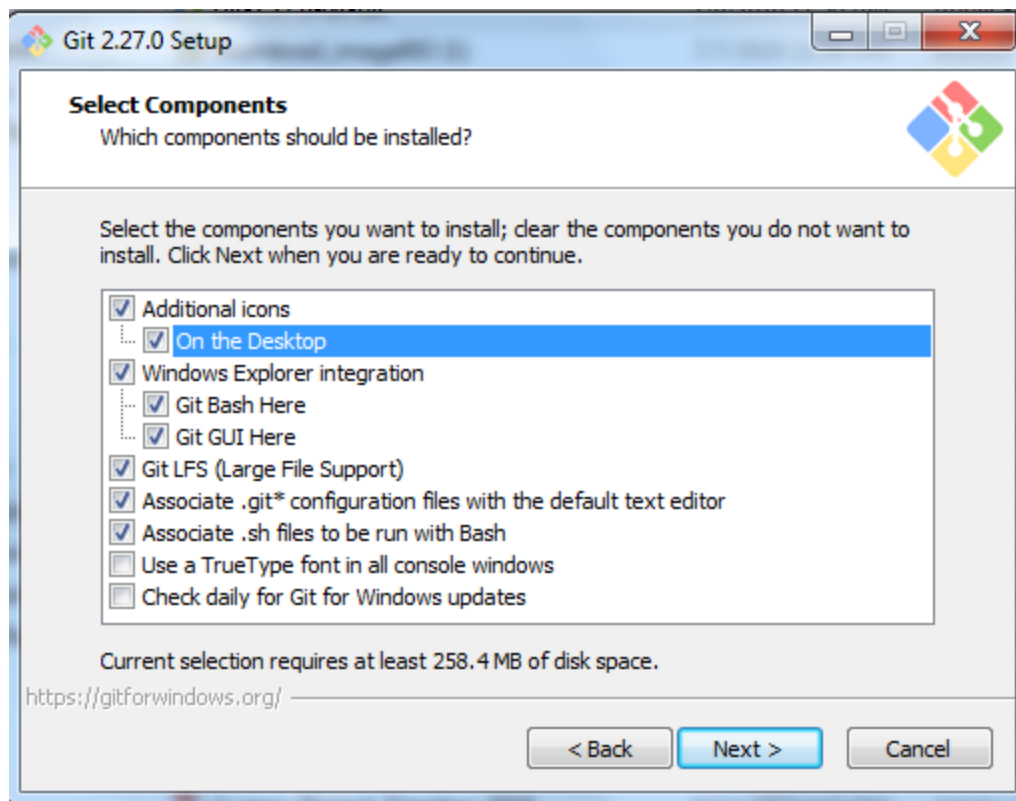 Git 2.27.0 Setup
Select Components
Which components should be installed?
Select the components you want to install; clear the components you do not want to
install. Click Next when you are ready to continue.
Additional icons
On the Desktop
Windows Explorer integration
Git Bash Here
Git GUI Here
Git LFS (Large File Support)
Associate .git* configuration files with the default text editor
Associate .sh files to be run with Bash
Use a TrueType font in all console windows
Check daily for Git for Windows updates
Current selection requires at least 258.4 MB of disk space.
https://gitforwindows.org/
< Back
Next >
Cancel